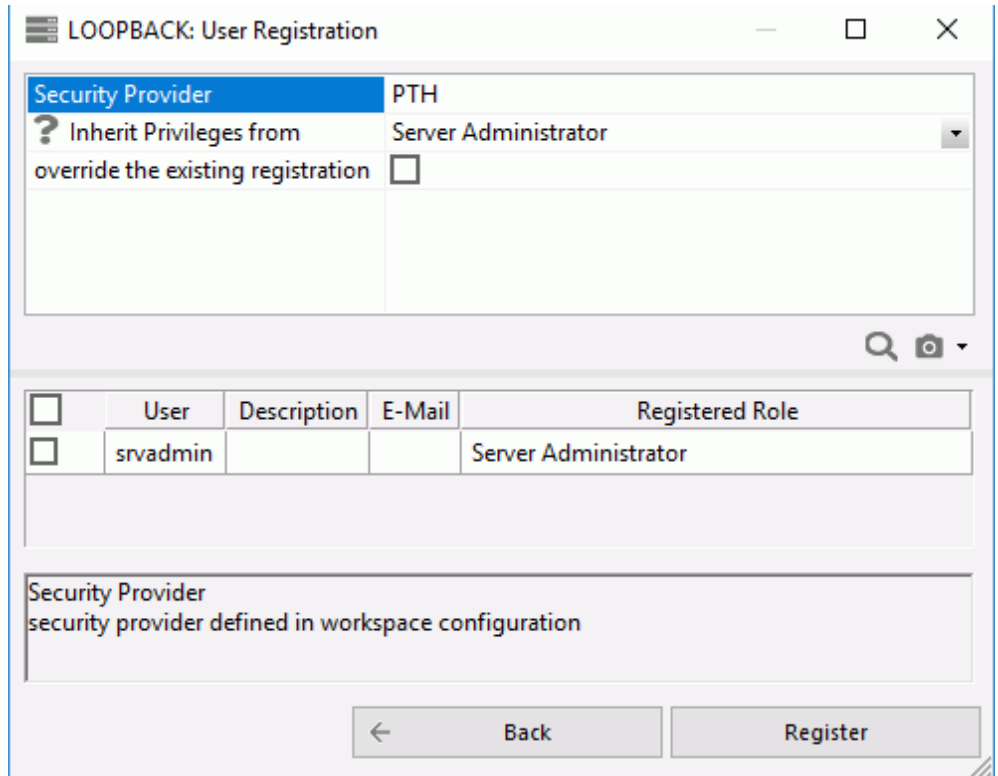 LOOPBACK: User Registration
Security Provider PTH
? Inherit Privileges from Server Administrator
override the existing registration
User Description E-Mail Registered Role
srvadmin Server Administrator
Security Provider
security provider defined in workspace configuration
Back Register